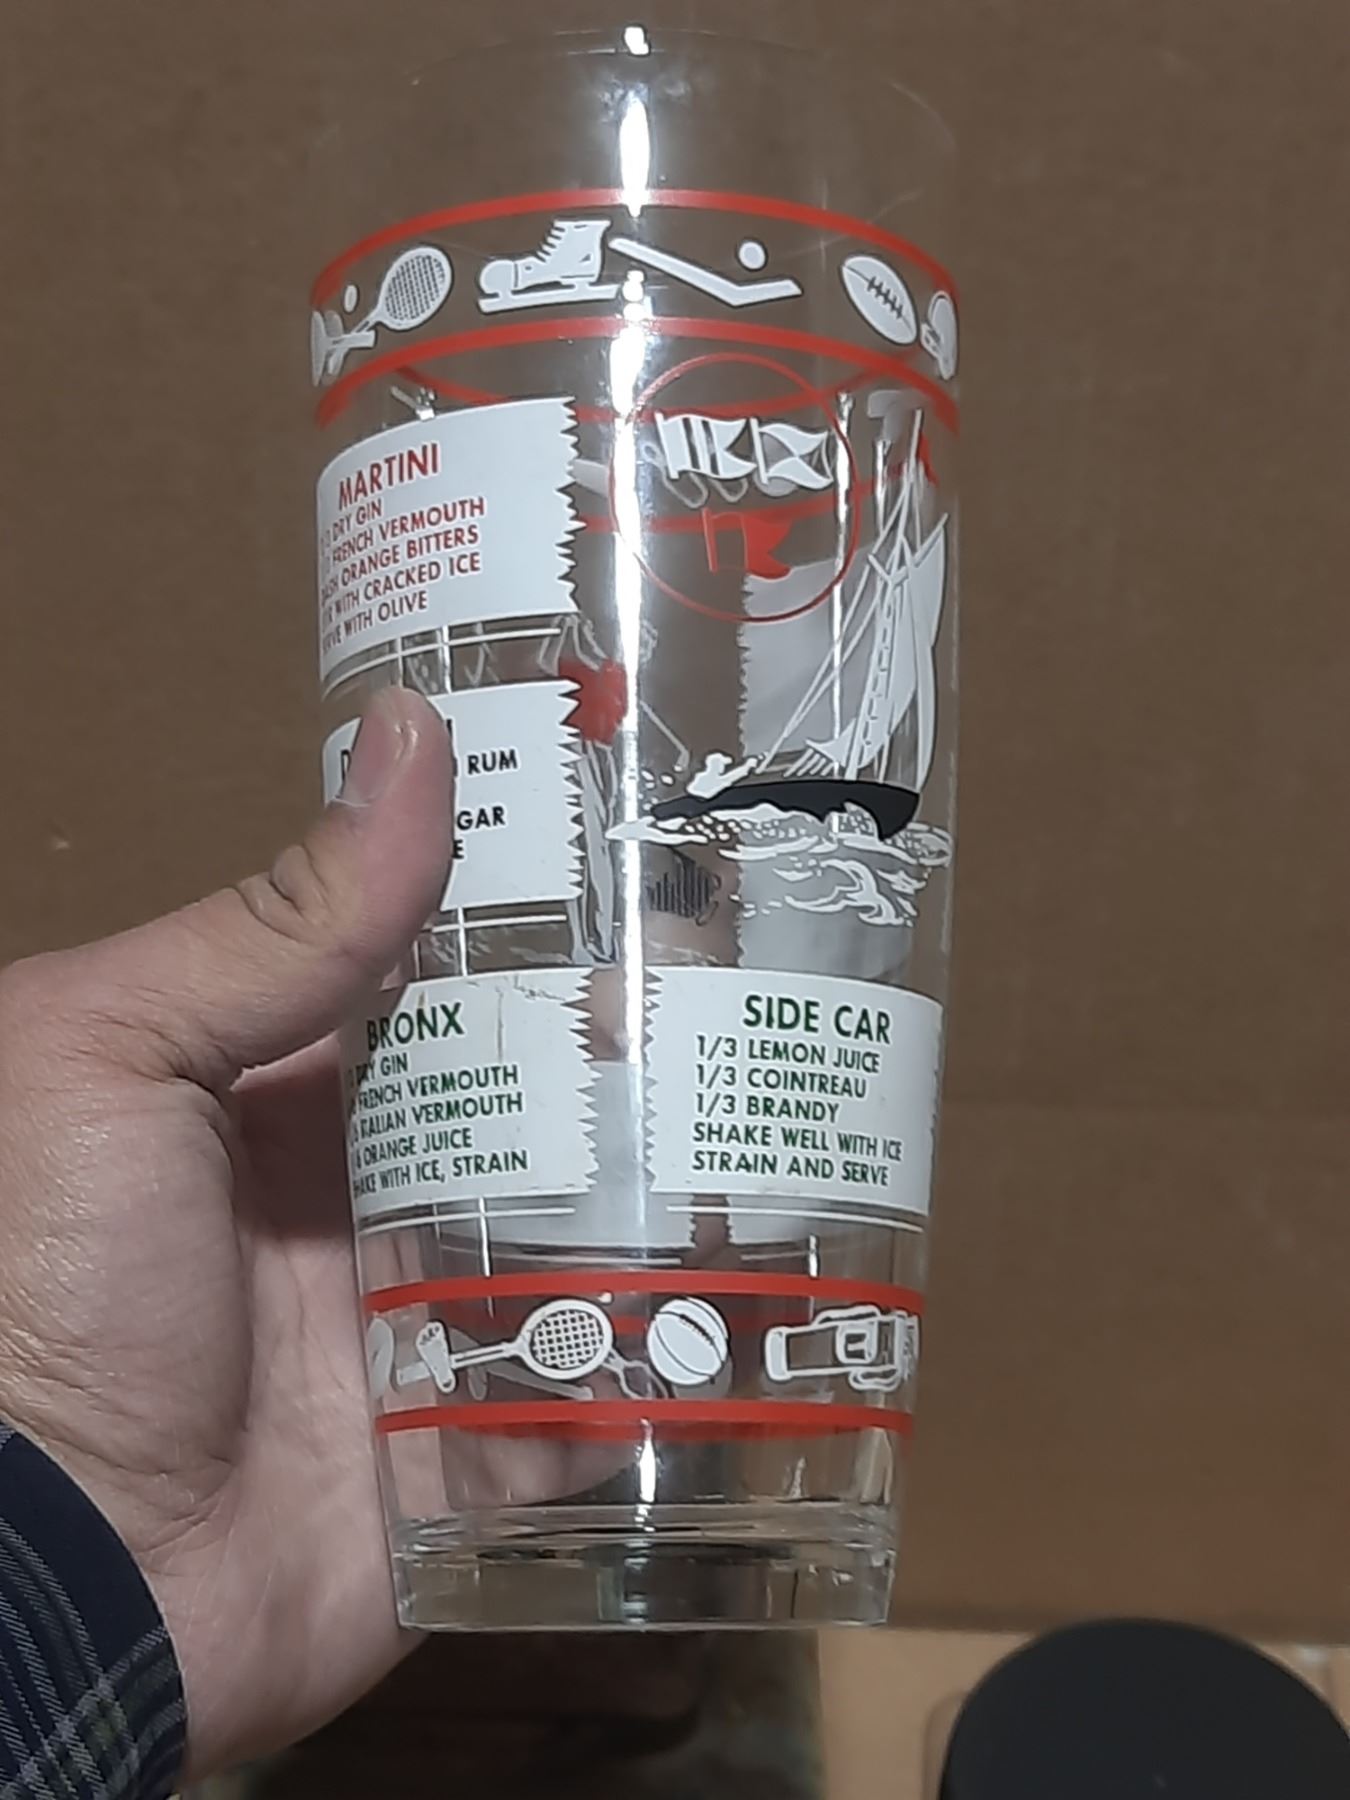 MARTINI
DRY GIN
FRENCH VERMOUTH
ORANGE BITTERS
WITH CRACKED ICE
WITH OLIVE
RUM
BRONX
DRY GIN
FRENCH VERMOUTH
ITALIAN VERMOUTH
ORANGE JUICE
WITH ICE, STRAIN
SIDE CAR
1/3 LEMON JUICE
1/3 COINTREAU
1/3 BRANDY
SHAKE WELL WITH ICE
STRAIN AND SERVE